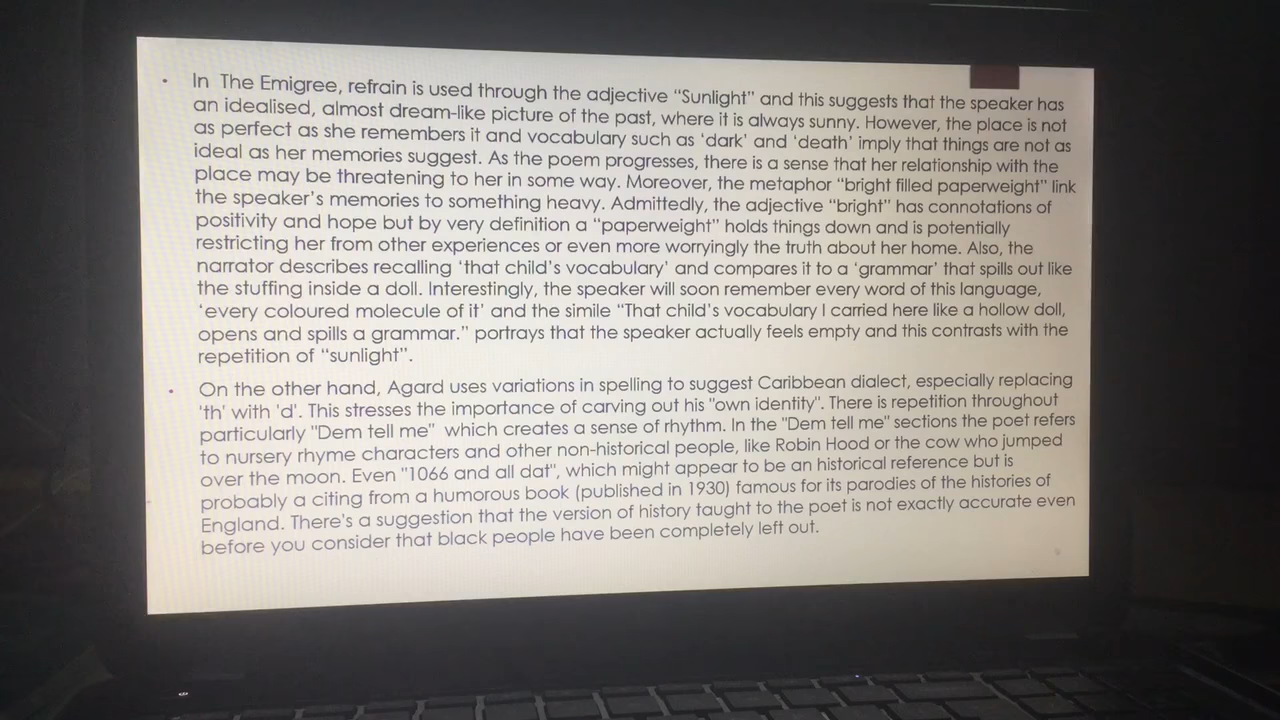 • In The Emigree, refrain is used through the adjective “Sunlight” and this suggests that the speaker has
an idealised, almost dream-like picture of the past, where it is always sunny. However, the place is not
as perfect as she remembers it and vocabulary such as ‘dark’ and ‘death’ imply that things are not as
ideal as her memories suggest. As the poem progresses, there is a sense that her relationship with the
place may be threatening to her in some way. Moreover, the metaphor “bright filled paperweight” link
the speaker’s memories to something heavy. Admittedly, the adjective “bright” has connotations of
positivity and hope but by very definition a “paperweight” holds things down and is potentially
restricting her from other experiences or even more worryingly the truth about her home. Also, the
narrator describes recalling ‘that child’s vocabulary’ and compares it to a ‘grammar’ that spills out like
the stuffing inside a doll. Interestingly, the speaker will soon remember every word of this language,
‘every coloured molecule of it’ and the simile “That child’s vocabulary I carried here like a hollow doll,
opens and spills a grammar.” portrays that the speaker actually feels empty and this contrasts with the
repetition of “sunlight”.
• On the other hand, Agard uses variations in spelling to suggest Caribbean dialect, especially replacing
'th' with 'd'. This stresses the importance of carving out his "own identity". There is repetition throughout
particularly "Dem tell me" which creates a sense of rhythm. In the "Dem tell me" sections the poet refers
to nursery rhyme characters and other non-historical people, like Robin Hood or the cow who jumped
over the moon. Even "1066 and all dat", which might appear to be an historical reference but is
probably a citing from a humorous book (published in 1930) famous for its parodies of the histories of
England. There's a suggestion that the version of history taught to the poet is not exactly accurate even
before you consider that black people have been completely left out.